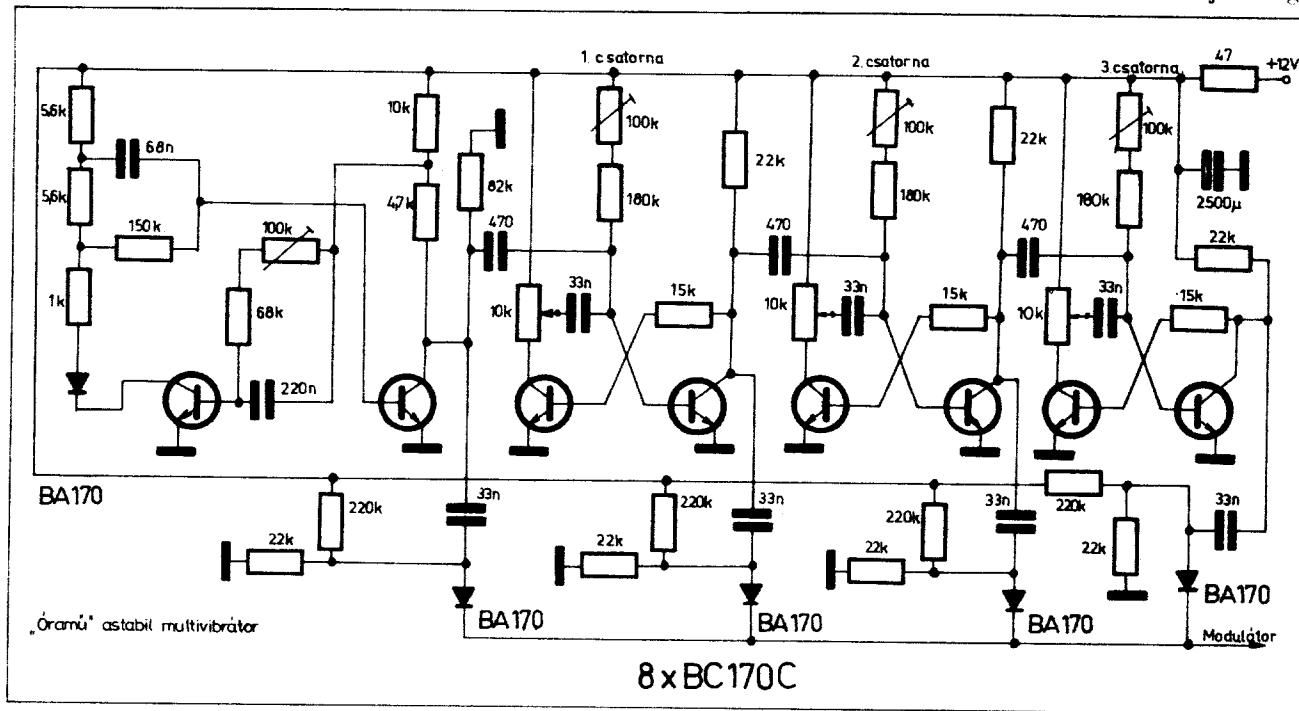 1. csatorna
2. csatorna
3. csatorna
47
+12V
5,6k
68n
5,6k
150k
1k
100k
68k
220n
10k
4,7k
82k
470
100k
180k
10k
33n
15k
22k
470
100k
180k
10k
33n
15k
22k
470
100k
180k
10k
33n
15k
2500µ
22k
BA170
220k
22k
33n
BA170
220k
22k
33n
BA170
220k
22k
33n
BA170
220k
22k
33n
BA170
„Óramű" astabil multivibrátor
Modulátor
8 x BC170C